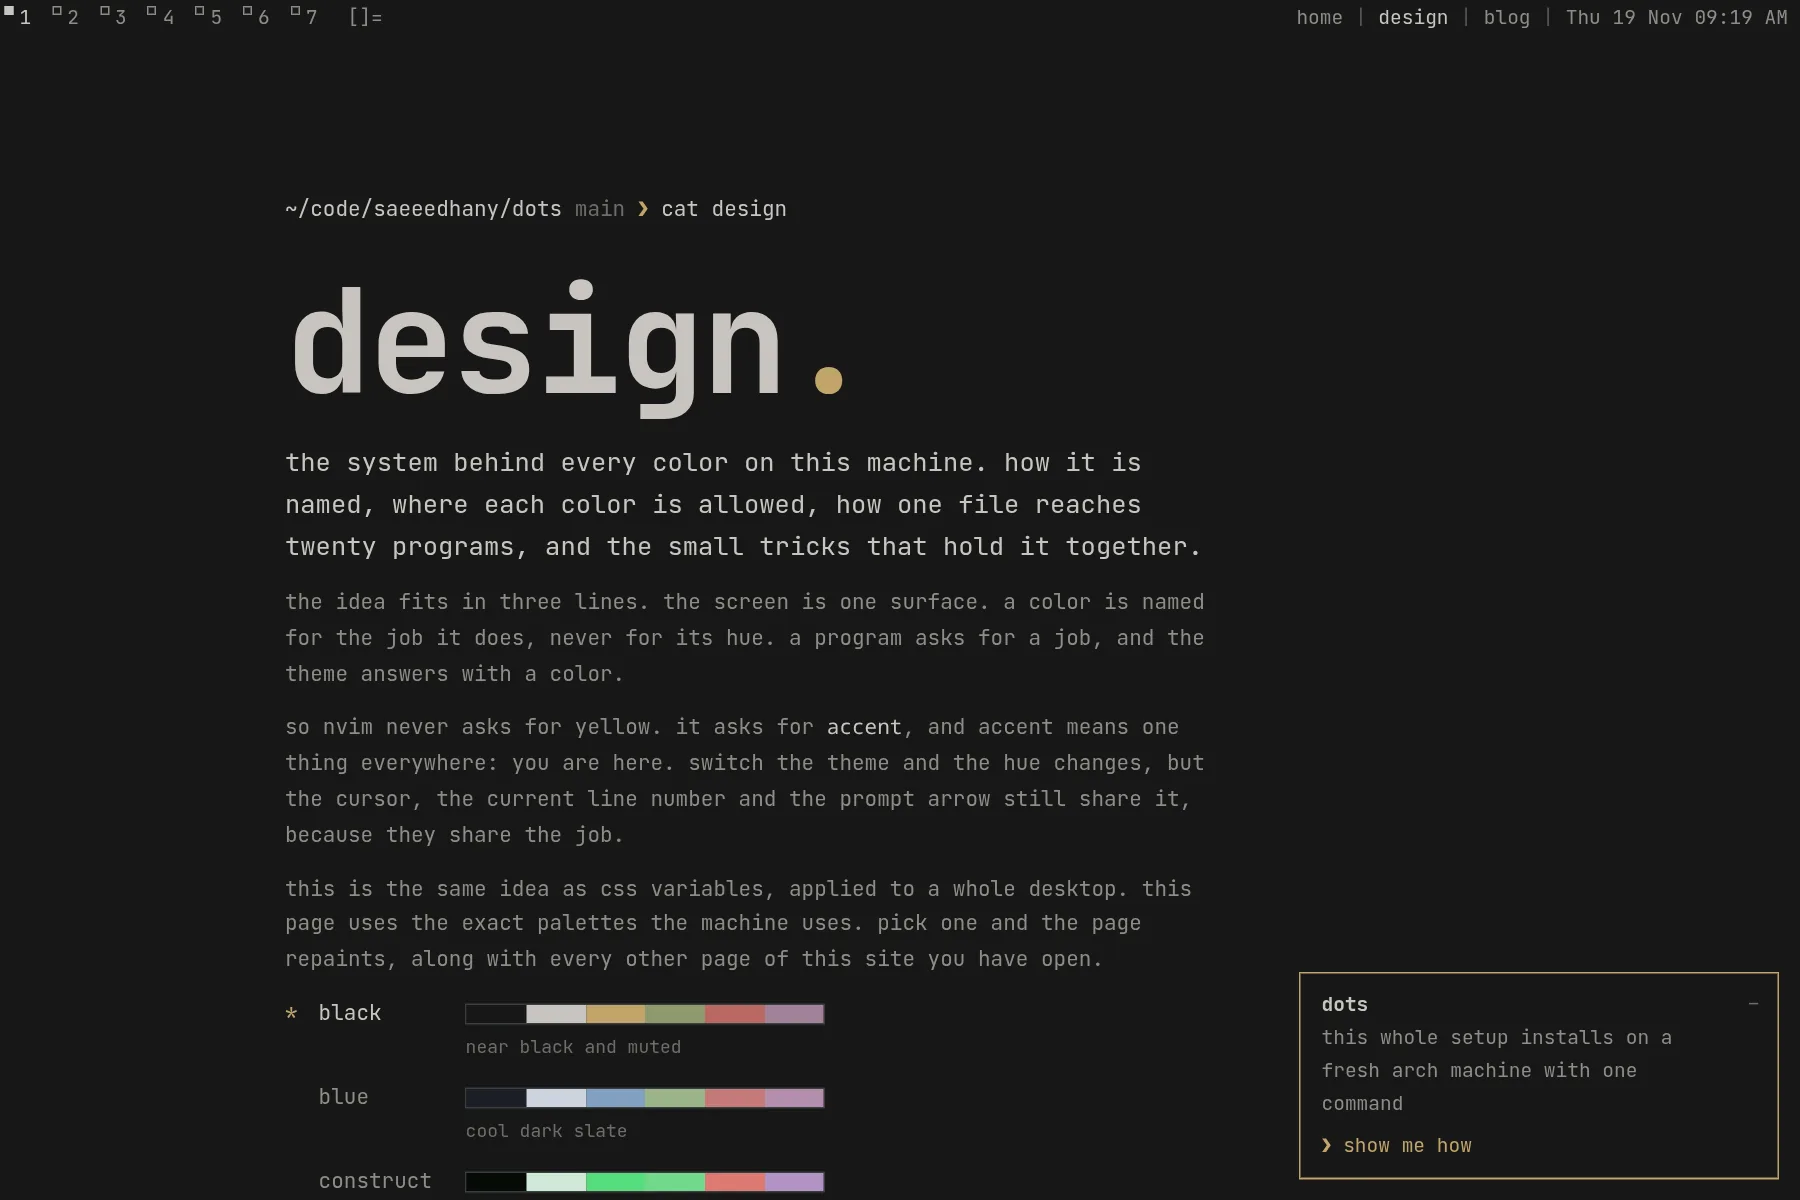 1 2 3 4 5 6 7 []=
home | design | blog | Thu 19 Nov 09:19 AM
~/code/saeeedhany/dots main ❯ cat design
design.
the system behind every color on this machine. how it is
named, where each color is allowed, how one file reaches
twenty programs, and the small tricks that hold it together.
the idea fits in three lines. the screen is one surface. a color is named
for the job it does, never for its hue. a program asks for a job, and the
theme answers with a color.
so nvim never asks for yellow. it asks for accent, and accent means one
thing everywhere: you are here. switch the theme and the hue changes, but
the cursor, the current line number and the prompt arrow still share it,
because they share the job.
this is the same idea as css variables, applied to a whole desktop. this
page uses the exact palettes the machine uses. pick one and the page
repaints, along with every other page of this site you have open.
* black
near black and muted
blue
cool dark slate
construct
dots –
this whole setup installs on a
fresh arch machine with one
command
❯ show me how